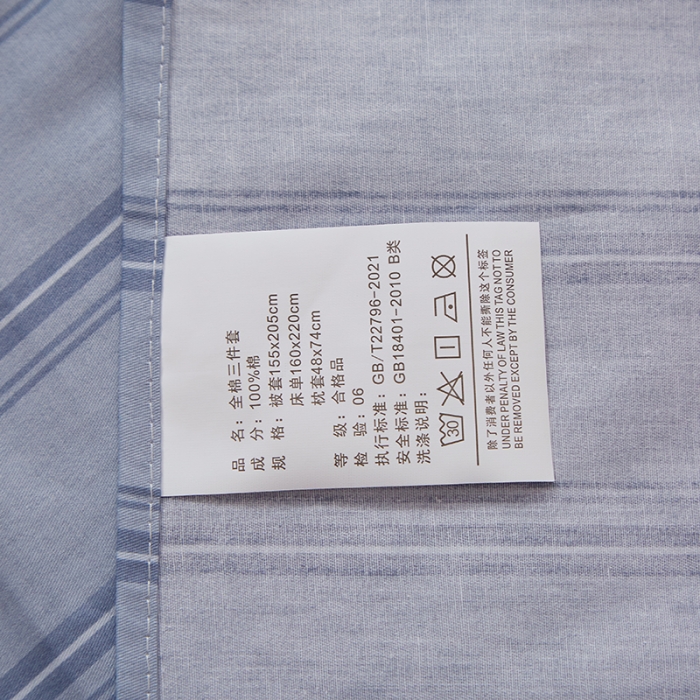 品 名：全棉三件套
成 分：100%棉
规 格：被套155x205cm
床单160x220cm
枕套48x74cm
等 级：合格品
检 验：06
执行标准：GB/T22796-2021
安全标准：GB18401-2010 B类
洗涤说明：
30
除了消费者以外任何人不能撕除这个标签
UNDER PENALTY OF LAW THIS TAG NOT TO
BE REMOVED EXCEPT BY THE CONSUMER